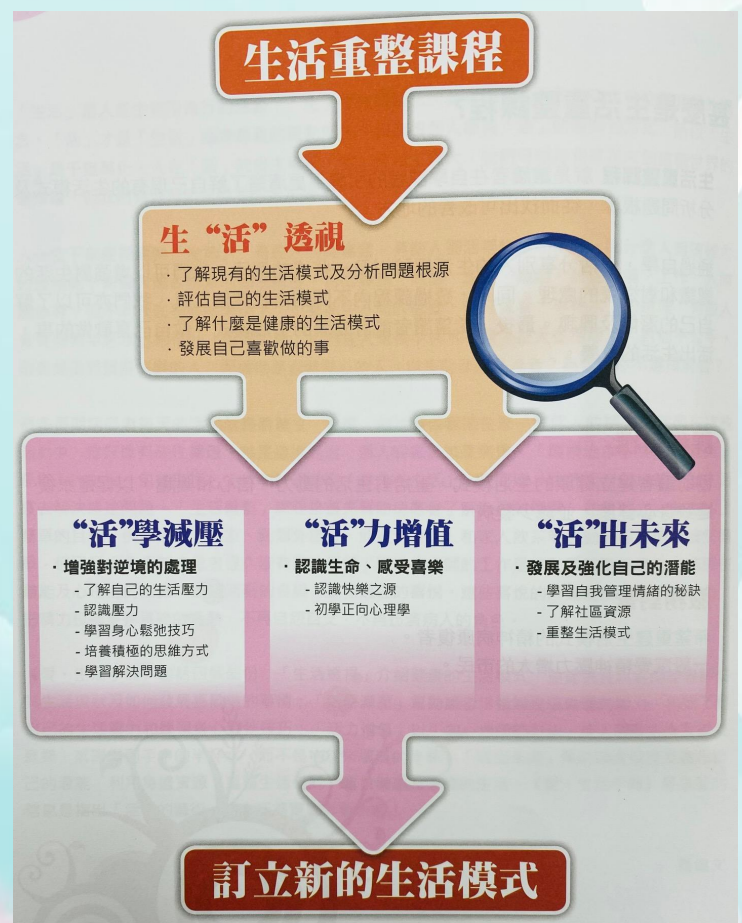 生活重整課程
生“活”透視
· 了解現有的生活模式及分析問題根源
· 評估自己的生活模式
· 了解什麼是健康的生活模式
· 發展自己喜歡做的事
“活”學減壓
· 增強對逆境的處理
- 了解自己的生活壓力
- 認識壓力
- 學習身心鬆弛技巧
- 培養積極的思維方式
- 學習解決問題
“活”力增值
· 認識生命、感受喜樂
- 認識快樂之源
- 初學正向心理學
“活”出未來
· 發展及強化自己的潛能
- 學習自我管理情緒的秘訣
- 了解社區資源
- 重整生活模式
訂立新的生活模式